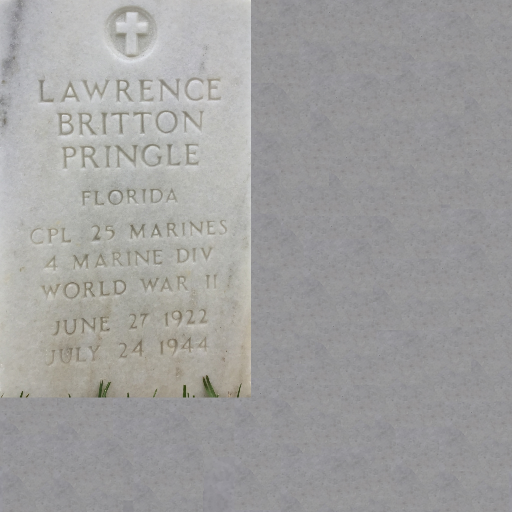 LAWRENCE
BRITTON
PRINGLE
FLORIDA
CPL 25 MARINES
4 MARINE DIV
WORLD WAR II
JUNE 27 1922
JULY 24 1944